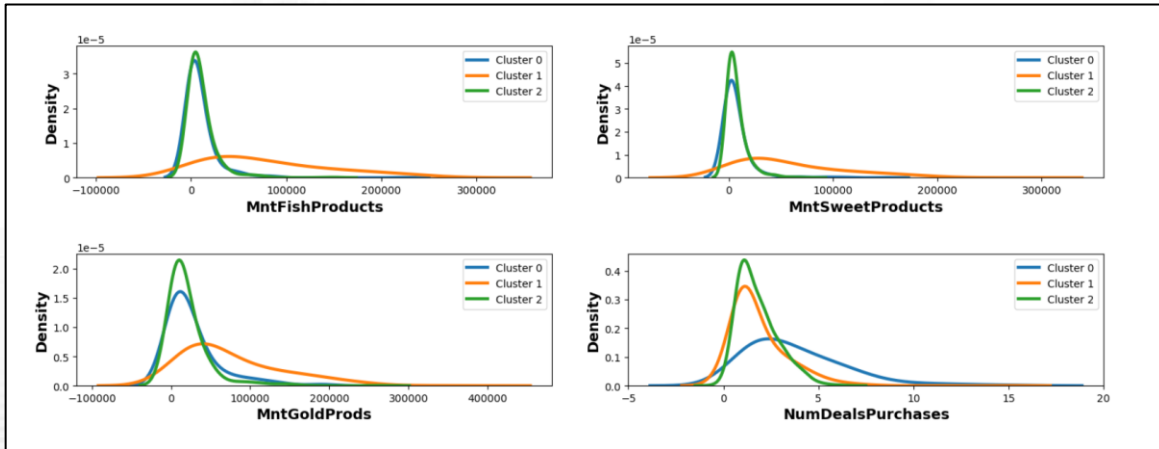 1e−5
Density
3
2
1
0
Cluster 0
Cluster 1
Cluster 2
−100000 0 100000 200000 300000
MntFishProducts
1e−5
Density
5
4
3
2
1
0
Cluster 0
Cluster 1
Cluster 2
0 100000 200000 300000
MntSweetProducts
1e−5
Density
2.0
1.5
1.0
0.5
0.0
Cluster 0
Cluster 1
Cluster 2
−100000 0 100000 200000 300000 400000
MntGoldProds
Density
0.4
0.3
0.2
0.1
0.0
Cluster 0
Cluster 1
Cluster 2
−5 0 5 10 15 20
NumDealsPurchases